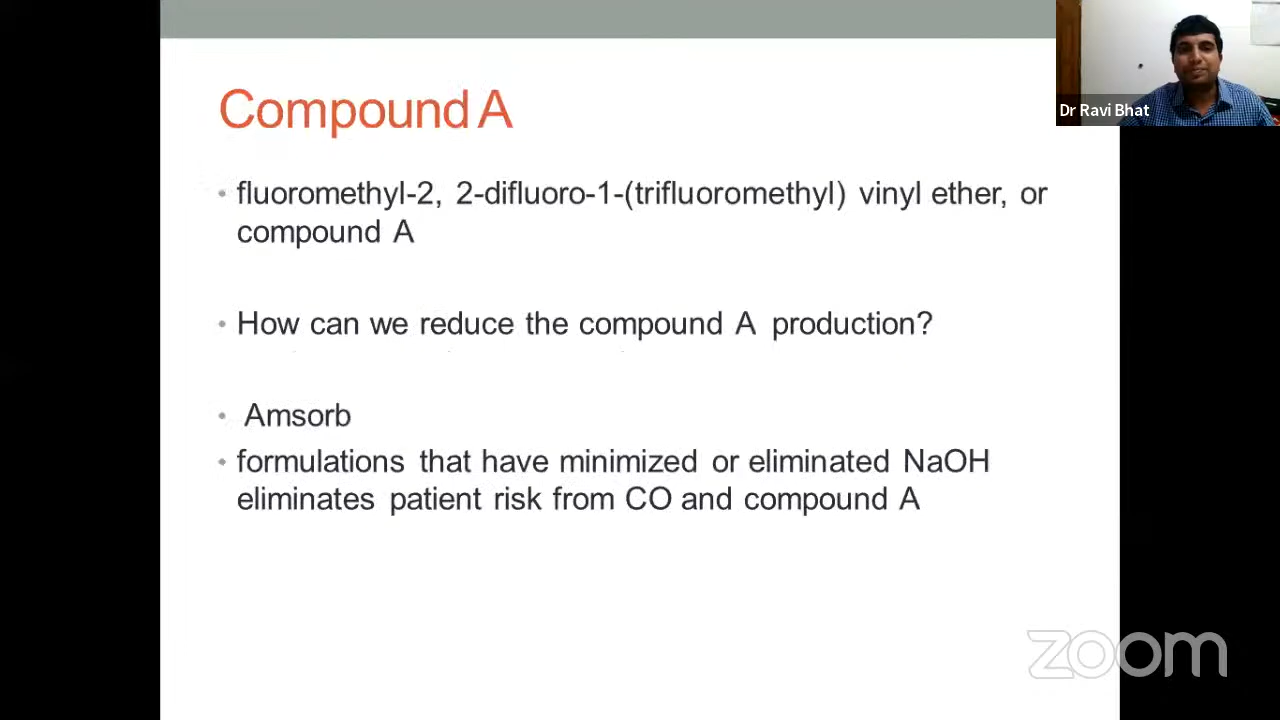 Compound A
Dr Ravi Bhat
• fluoromethyl-2, 2-difluoro-1-(trifluoromethyl) vinyl ether, or
compound A
• How can we reduce the compound A production?
• Amsorb
• formulations that have minimized or eliminated NaOH
eliminates patient risk from CO and compound A
zoom